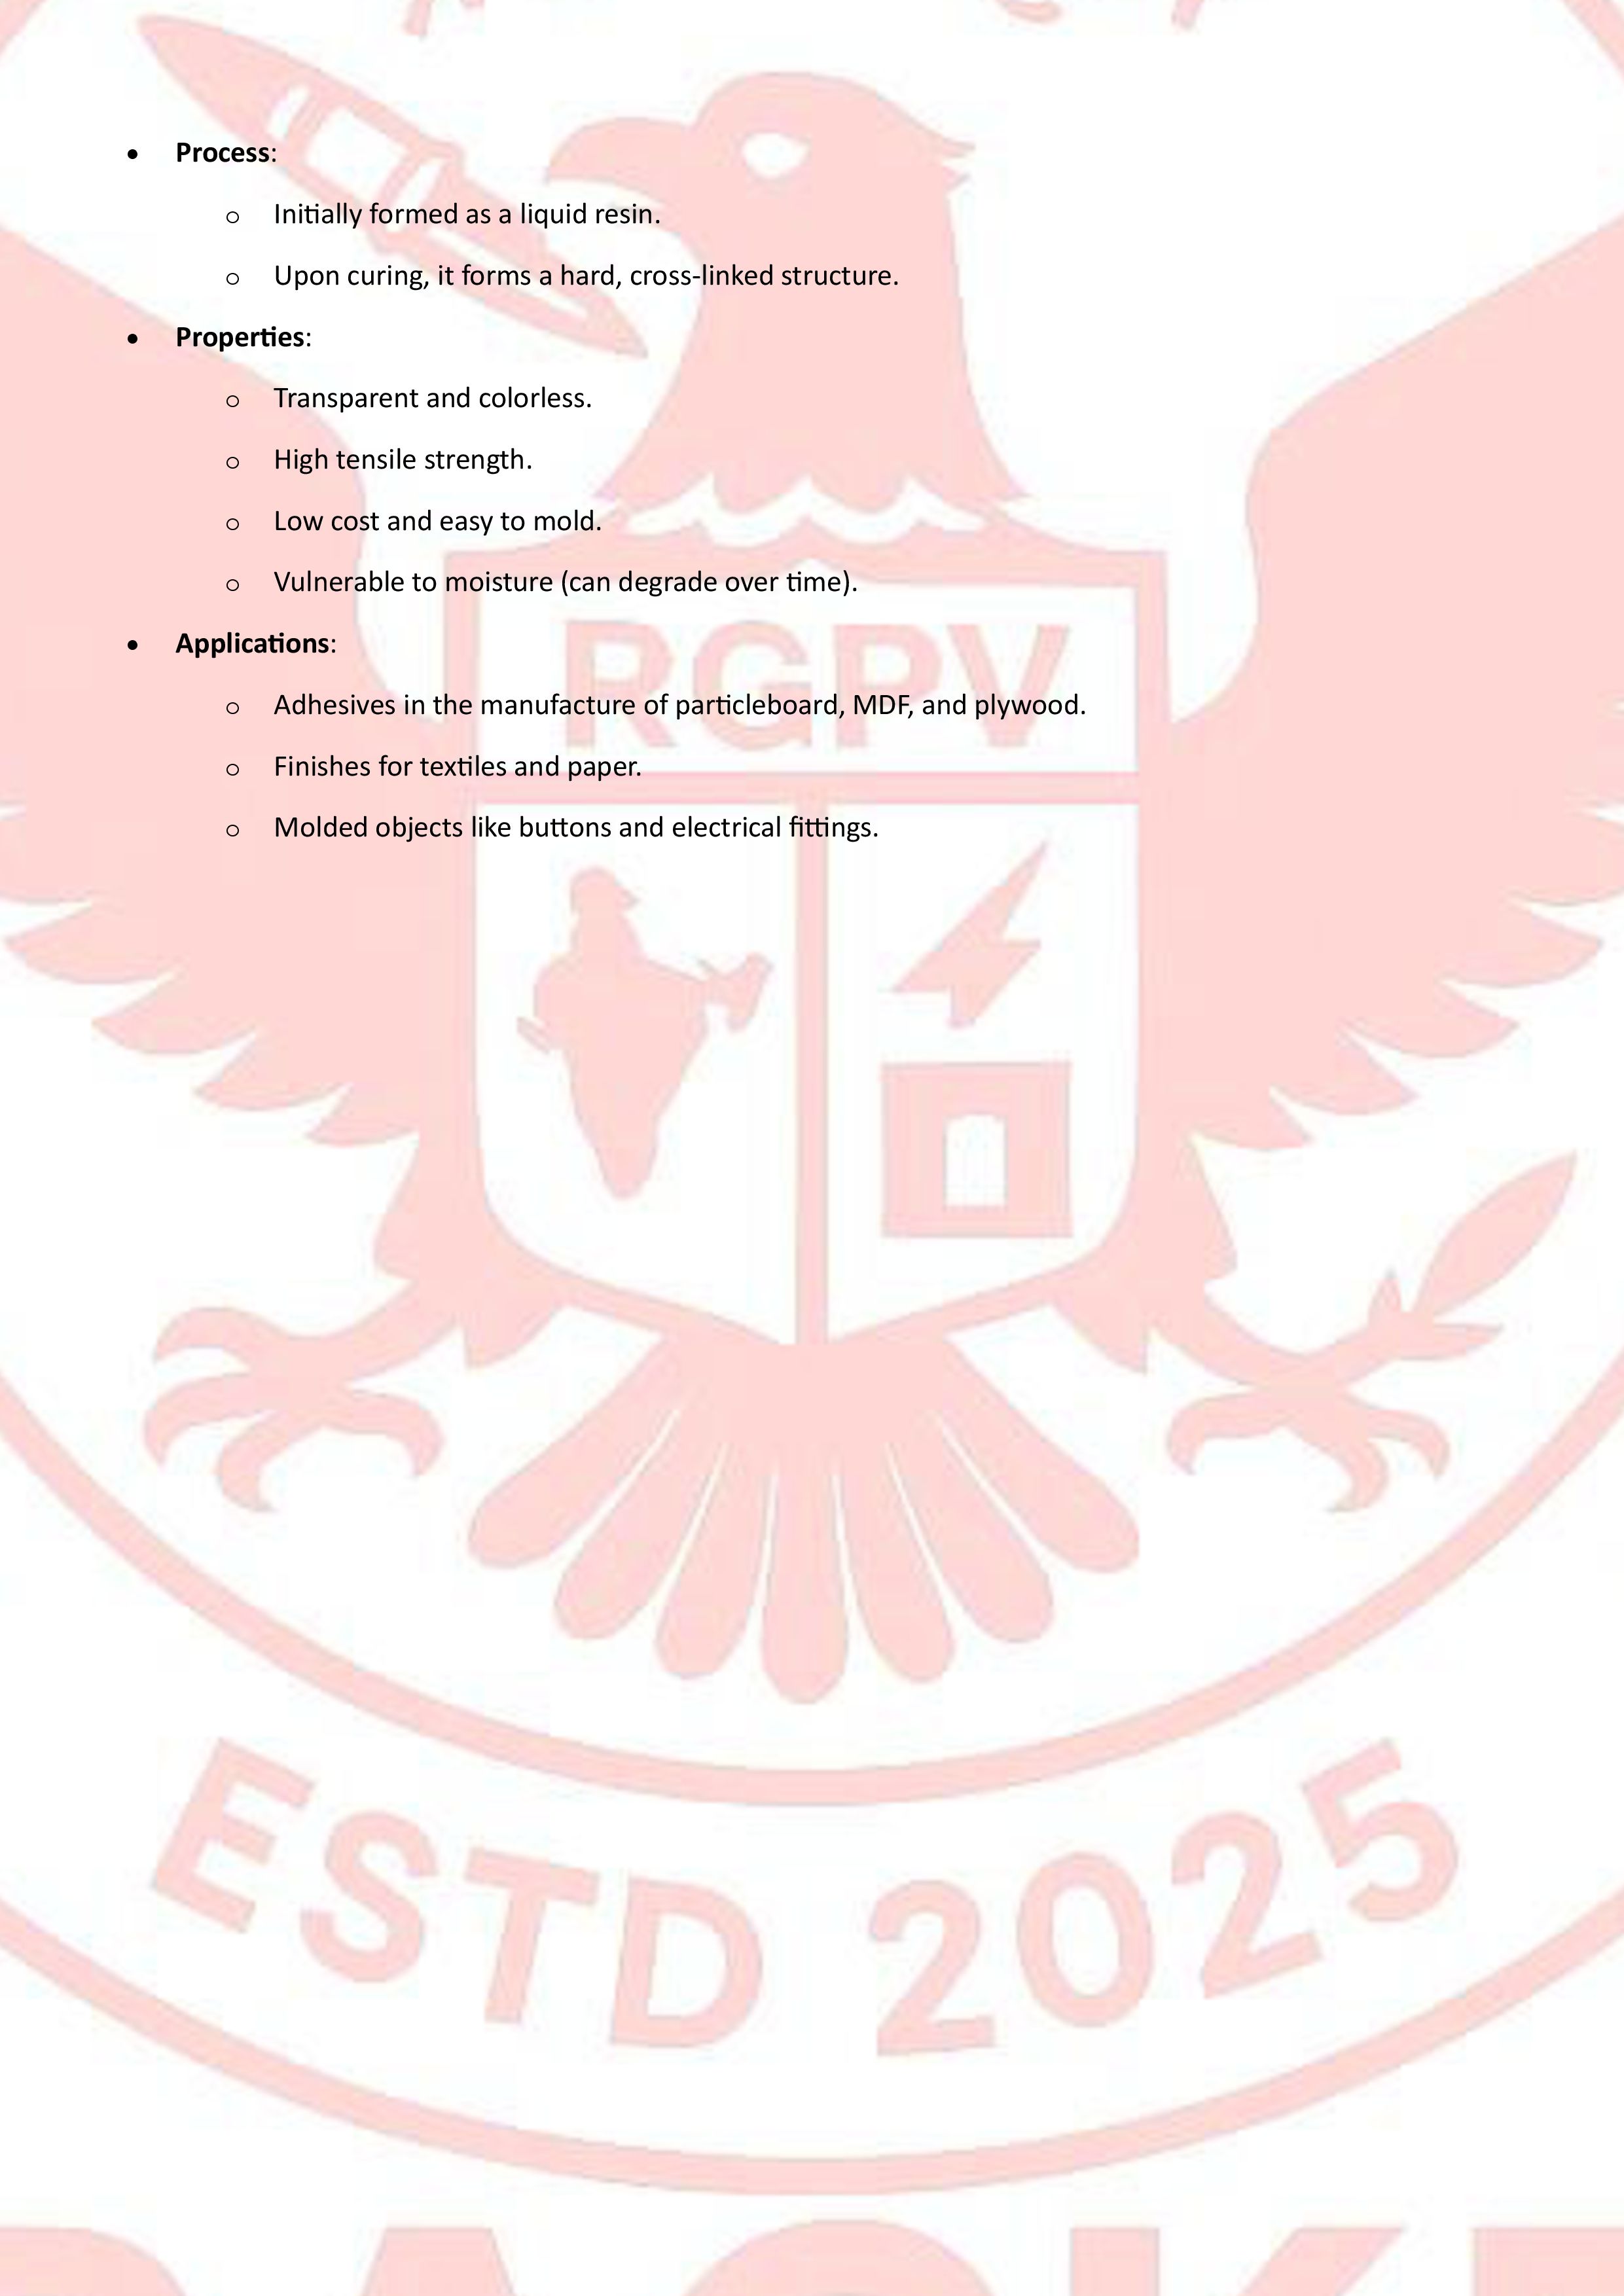 • Process:
o Initially formed as a liquid resin.
o Upon curing, it forms a hard, cross-linked structure.
• Properties:
o Transparent and colorless.
o High tensile strength.
o Low cost and easy to mold.
o Vulnerable to moisture (can degrade over time).
• Applications:
o Adhesives in the manufacture of particleboard, MDF, and plywood.
o Finishes for textiles and paper.
o Molded objects like buttons and electrical fittings.
RGPV
ESTD 2025